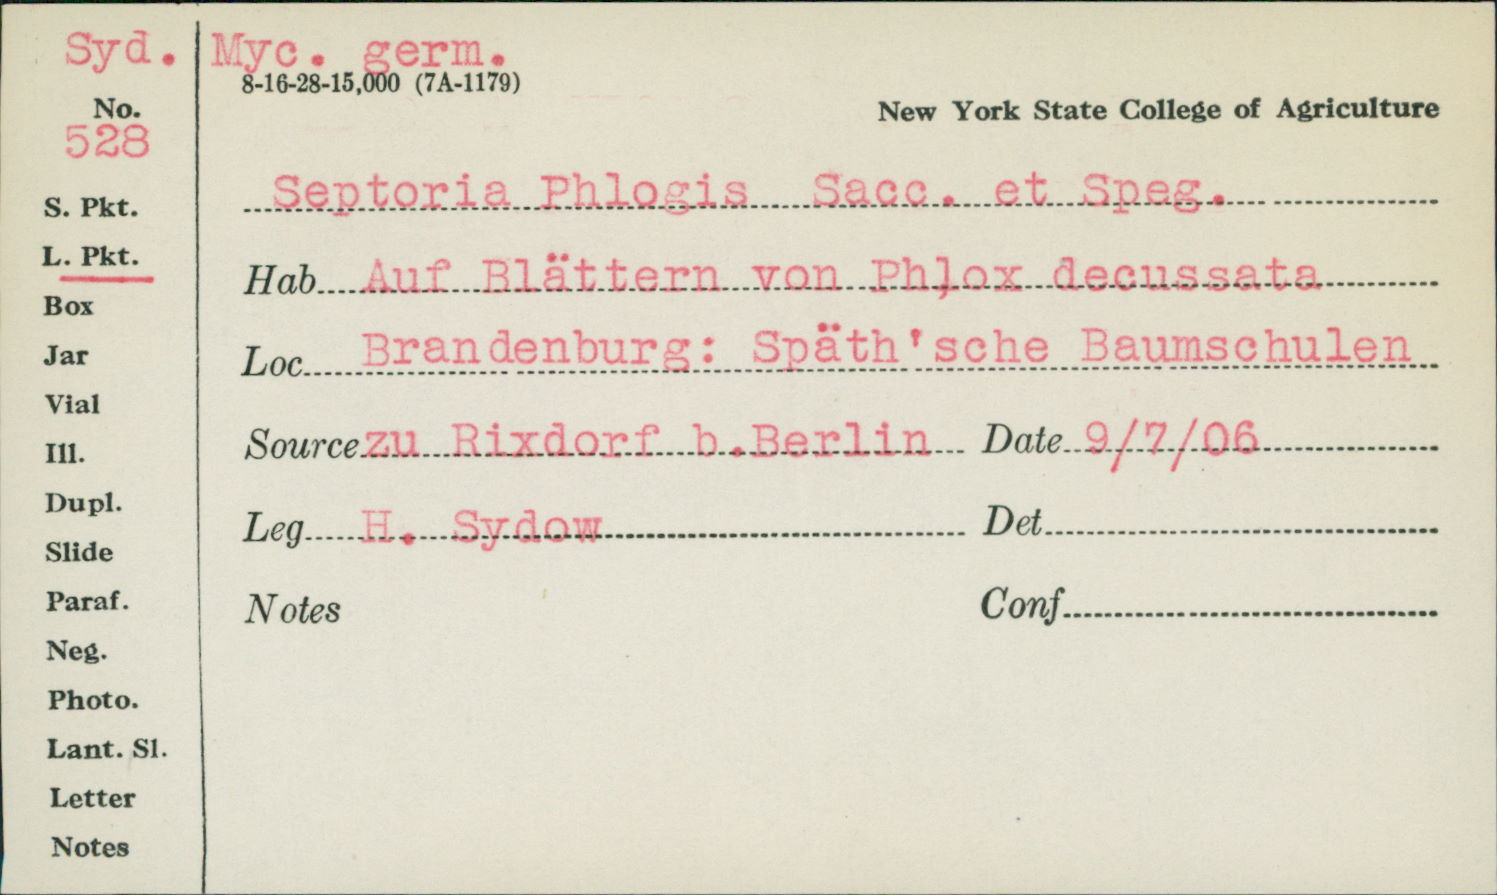 Syd. Myc. germ.
8-16-28-15,000 (7A-1179)
No.
528
New York State College of Agriculture
S. Pkt.
L. Pkt.
Box
Jar
Vial
Ill.
Dupl.
Slide
Paraf.
Neg.
Photo.
Lant. Sl.
Letter
Notes
Septoria Phlogis Sacc. et Speg.
Hab. Auf Blättern von Phlox decussata
Loc. Brandenburg: Späth'sche Baumschulen
Source zu Rixdorf b.Berlin Date 9/7/06
Leg. H. Sydow Det.
Notes Conf.